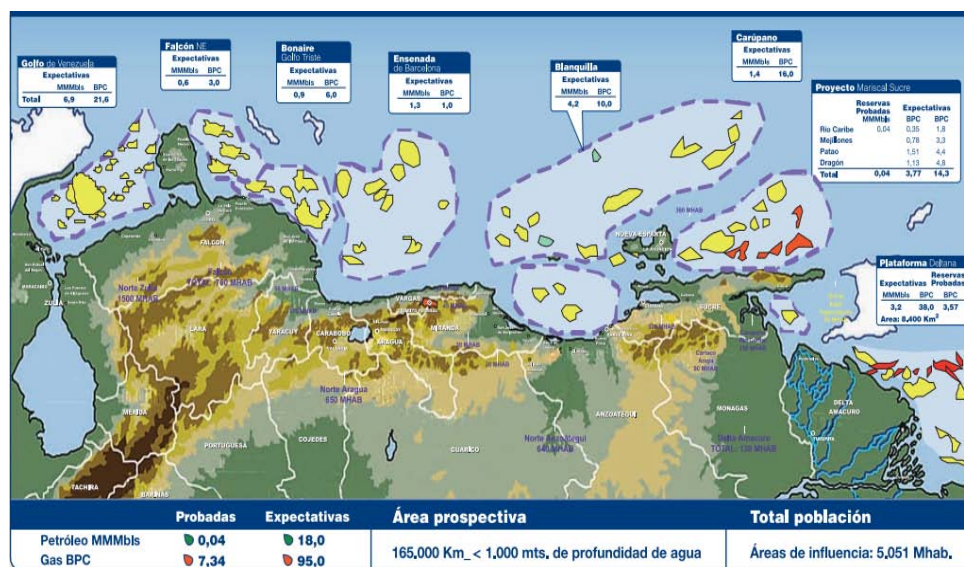 Golfo de Venezuela
Expectativas
MMMbls BPC
Total 6,9 21,6
Falcón NE
Expectativas
MMMbls BPC
0,6 3,0
Bonaire
Golfo Triste
Expectativas
MMMbls BPC
0,9 6,0
Ensenada
de Barcelona
Expectativas
MMMbls BPC
1,3 1,0
Blanquilla
Expectativas
MMMbls BPC
4,2 10,0
Carúpano
Expectativas
MMMbls BPC
1,4 16,0
Proyecto Mariscal Sucre
Reservas
Probadas Expectativas
MMMbls BPC BPC
Río Caribe 0,04 0,35 1,8
Mejillones 0,78 3,3
Patao 1,51 4,4
Dragón 1,13 4,8
Total 0,04 3,77 14,3
Plataforma Deltana
Reservas
Expectativas Probadas
MMMbls BPC BPC
3,2 38,0 3,57
Area: 8,400 Km²
NUEVA ESPARTA
FALCON
ZULIA
Norte Zulia
1500 MHAB
LARA
YARACUY
CARABOBO
ARAGUA
VARGAS
MIRANDA
SUCRE
Norte Aragua
650 MHAB
MERIDA
PORTUGUESA
COJEDES
GUARICO
ANZOATEGUI
MONAGAS
DELTA
AMACURO
Norte Anzoátegui
640 MHAB
Delta Amacuro
TOTAL: 130 MHAB
TACHIRA
BARINAS
Probadas Expectativas
Petróleo MMMbls 0,04 18,0
Gas BPC 7,34 95,0
Área prospectiva
165.000 Km_ < 1.000 mts. de profundidad de agua
Total población
Áreas de influencia: 5.051 Mhab.